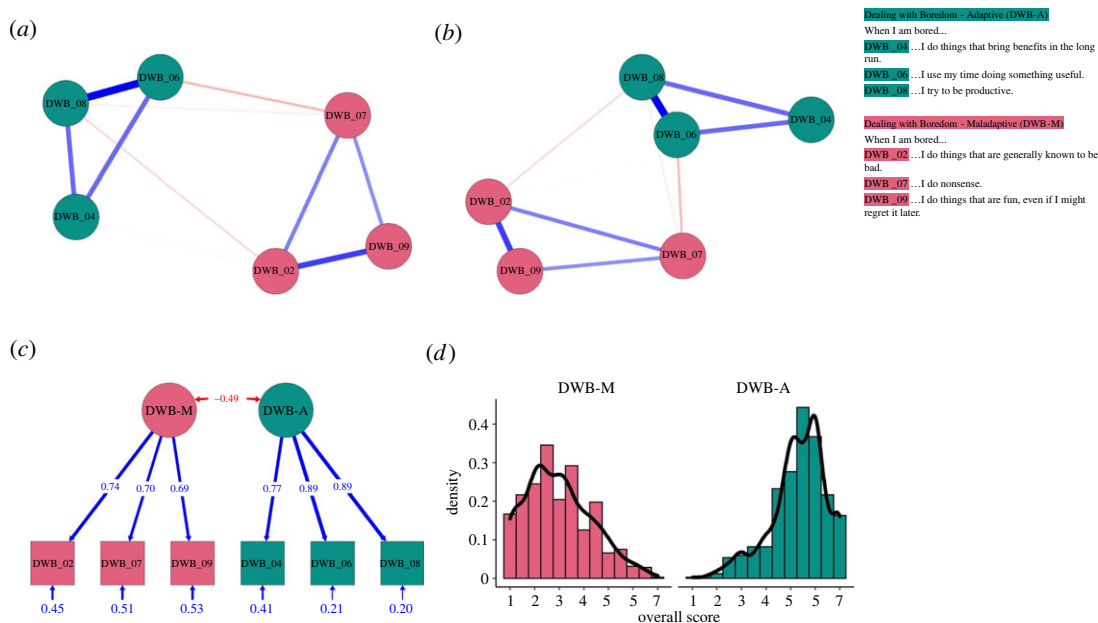 (a)
DWB_06
DWB_08
DWB_07
DWB_04
DWB_09
DWB_02
(b)
DWB_08
DWB_04
DWB_06
DWB_02
DWB_07
DWB_09
Dealing with Boredom - Adaptive (DWB-A)
When I am bored...
DWB_04 …I do things that bring benefits in the long
run.
DWB_06 …I use my time doing something useful.
DWB_08 …I try to be productive.
Dealing with Boredom - Maladaptive (DWB-M)
When I am bored...
DWB_02 …I do things that are generally known to be
bad.
DWB_07 …I do nonsense.
DWB_09 …I do things that are fun, even if I might
regret it later.
(c)
DWB-M –0.49 DWB-A
0.74 0.70 0.69 0.77 0.89 0.89
DWB_02 DWB_07 DWB_09 DWB_04 DWB_06 DWB_08
0.45 0.51 0.53 0.41 0.21 0.20
(d)
DWB-M DWB-A
density
0.4
0.3
0.2
0.1
0
1 2 3 4 5 5 7 1 2 3 4 5 5 7
overall score